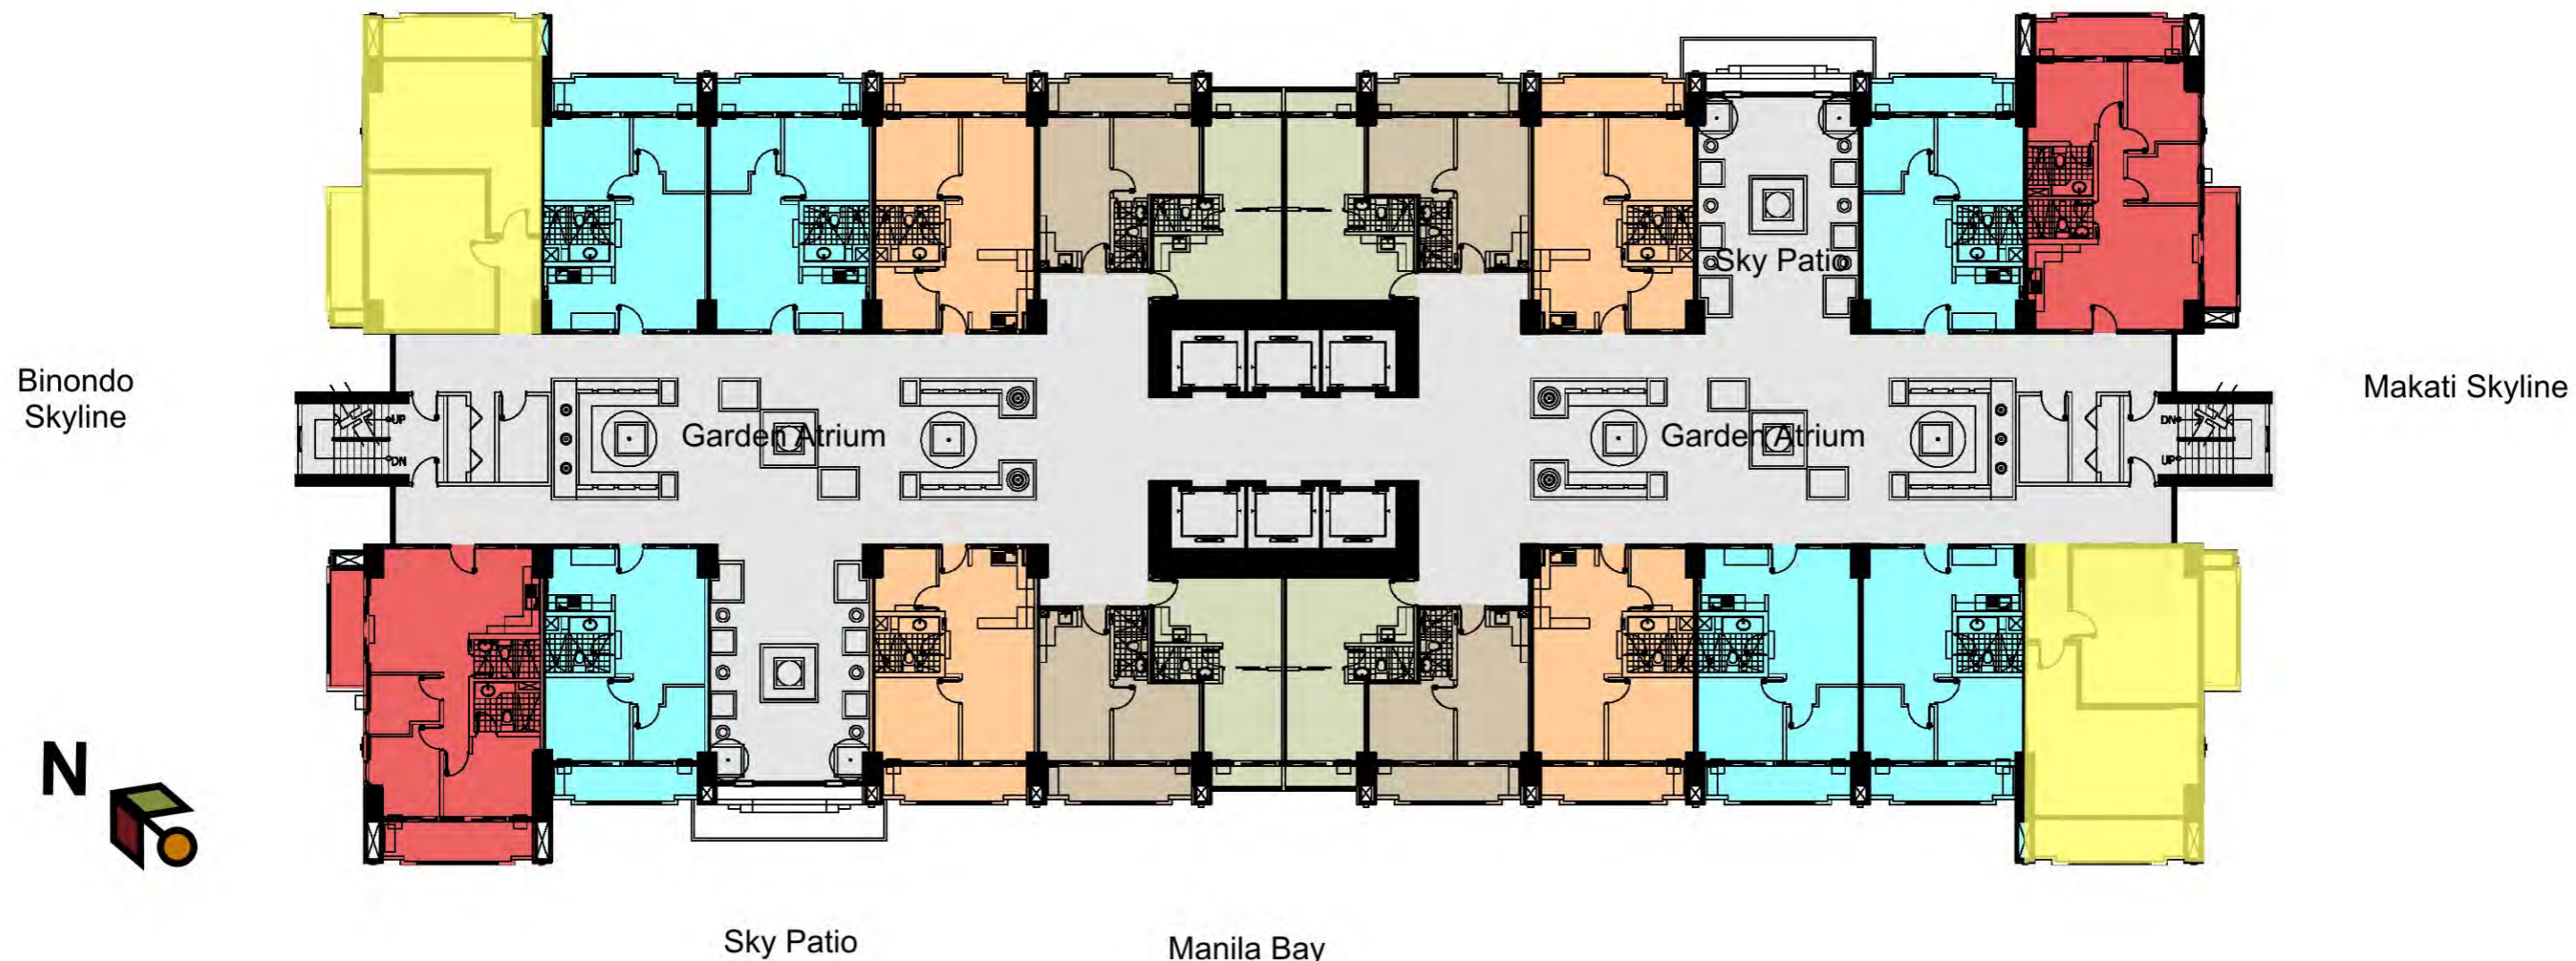 Sky Patio
Binondo
Skyline
Makati Skyline
UP
DN
Garden Atrium
Garden Atrium
DN
UP
N
Sky Patio
Manila Bay